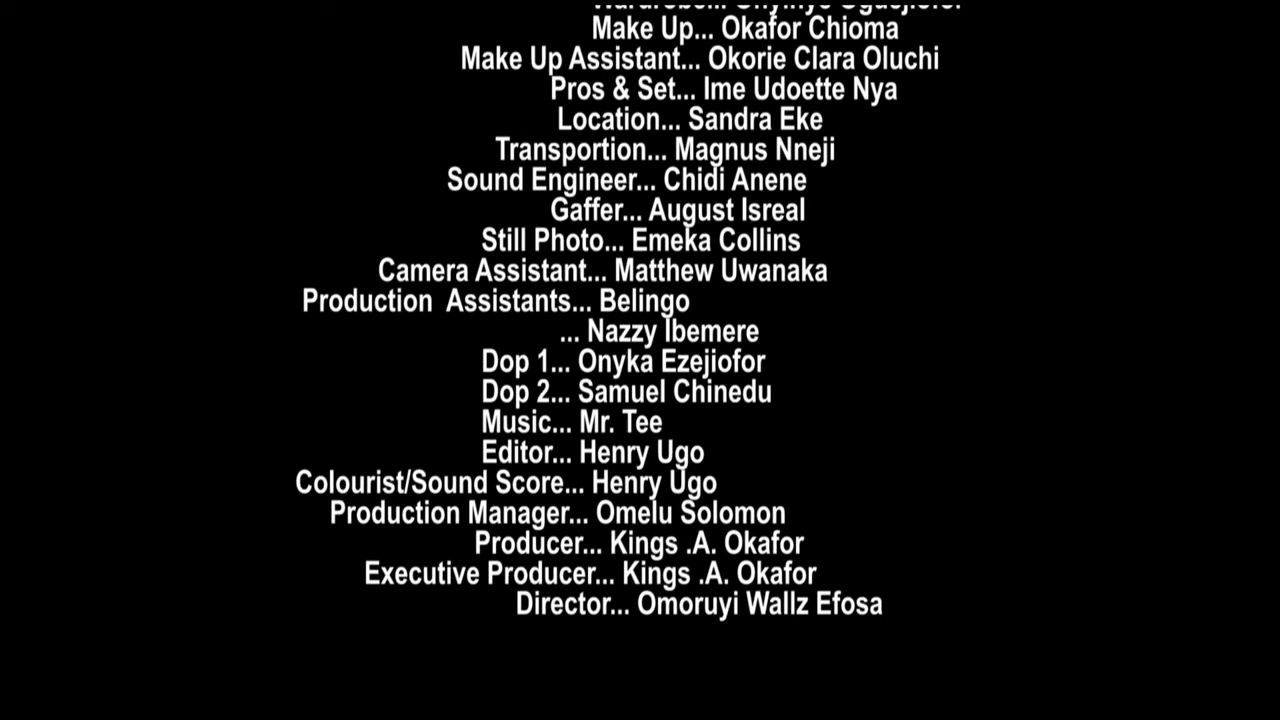 Make Up... Okafor Chioma
Make Up Assistant... Okorie Clara Oluchi
Pros & Set... Ime Udoette Nya
Location... Sandra Eke
Transportion... Magnus Nneji
Sound Engineer... Chidi Anene
Gaffer... August Isreal
Still Photo... Emeka Collins
Camera Assistant... Matthew Uwanaka
Production  Assistants... Belingo
... Nazzy Ibemere
Dop 1... Onyka Ezejiofor
Dop 2... Samuel Chinedu
Music... Mr. Tee
Editor... Henry Ugo
Colourist/Sound Score... Henry Ugo
Production Manager... Omelu Solomon
Producer... Kings .A. Okafor
Executive Producer... Kings .A. Okafor
Director... Omoruyi Wallz Efosa